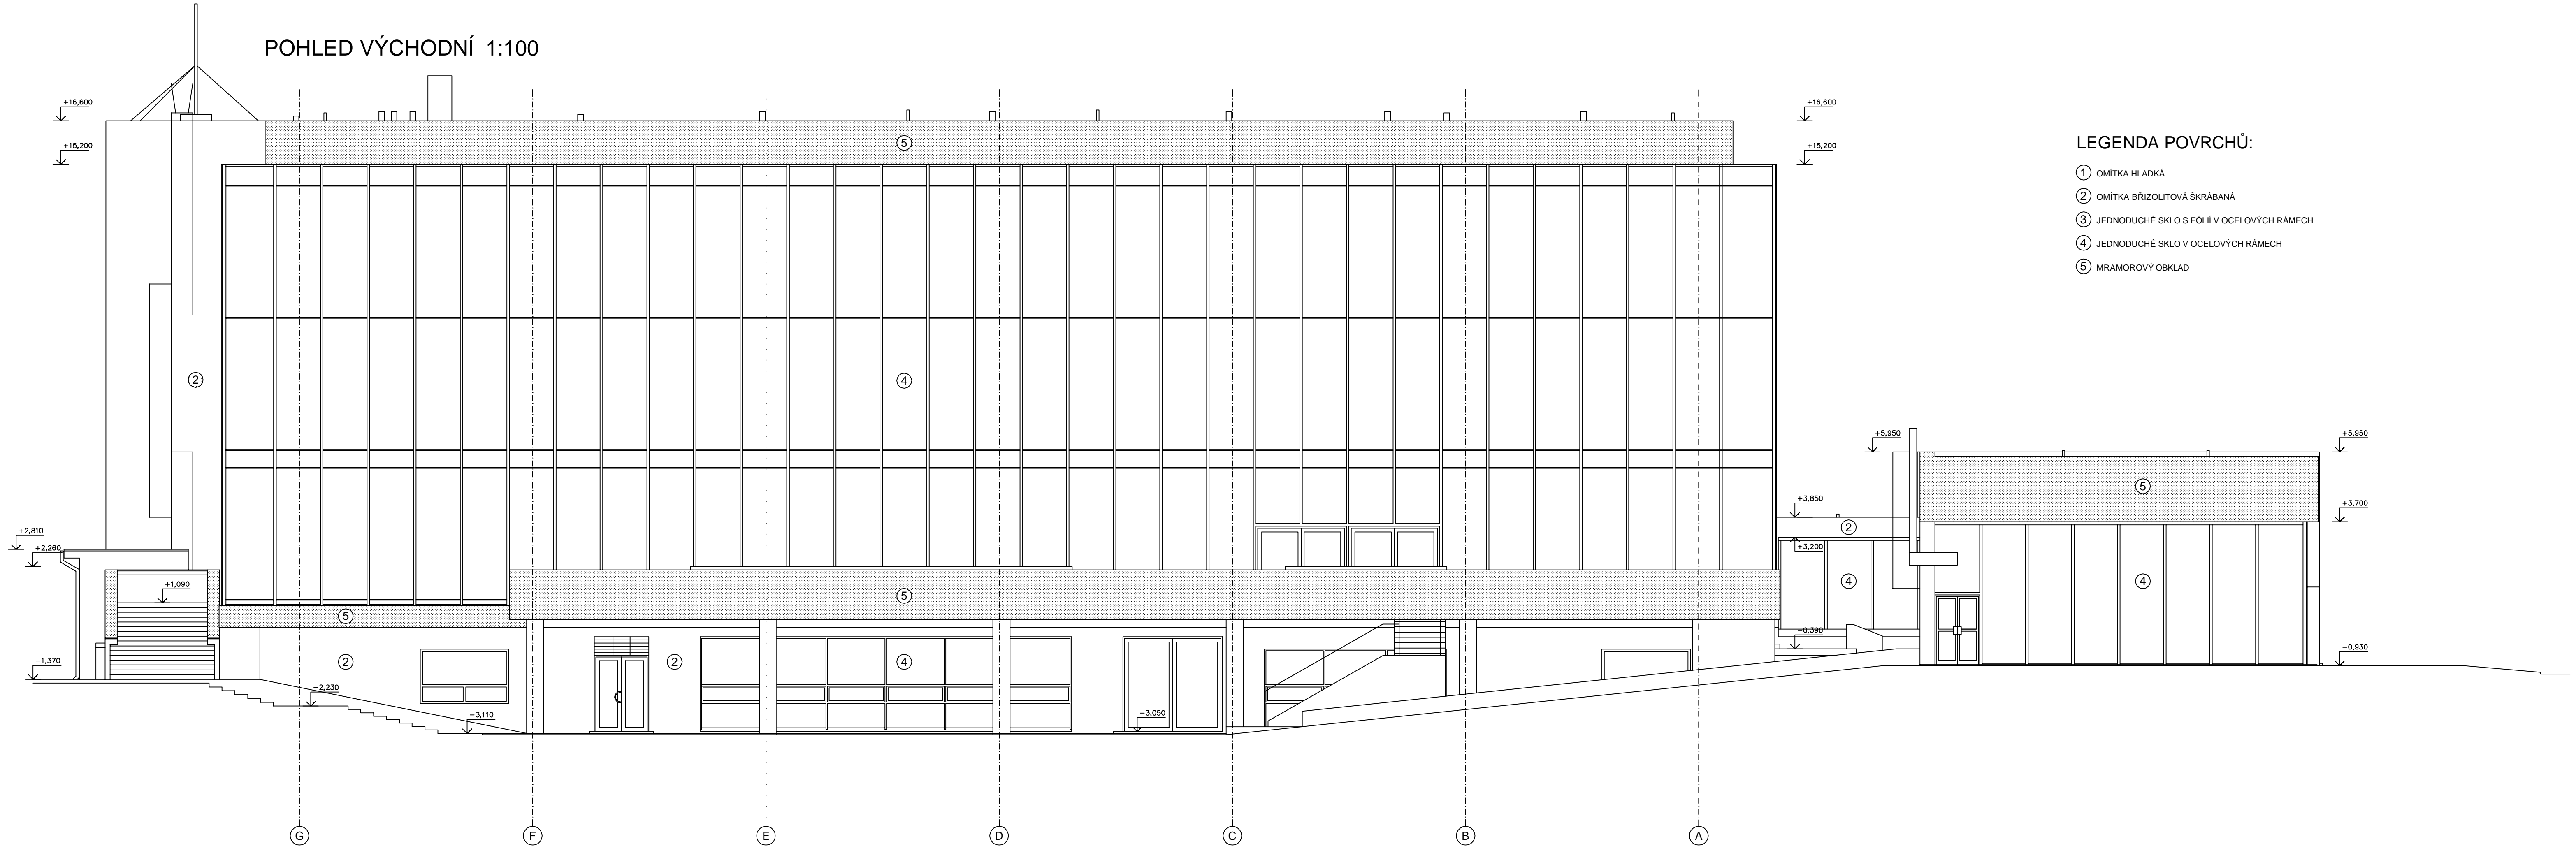 POHLED VÝCHODNÍ 1:100
+16,600
+16,600
5
LEGENDA POVRCHŮ:
+15,200
+15,200
1 OMÍTKA HLADKÁ
2 OMÍTKA BŘIZOLITOVÁ ŠKRÁBANÁ
3 JEDNODUCHÉ SKLO S FÓLIÍ V OCELOVÝCH RÁMECH
4 JEDNODUCHÉ SKLO V OCELOVÝCH RÁMECH
5 MRAMOROVÝ OBKLAD
2
4
+5,950
+5,950
5
+3,850
+3,700
2
+2,810
+2,260
+3,200
+1,090
4
4
5
5
-0,390
-1,370
2
2
4
-0,930
-2,230
-3,110
-3,050
G
F
E
D
C
B
A